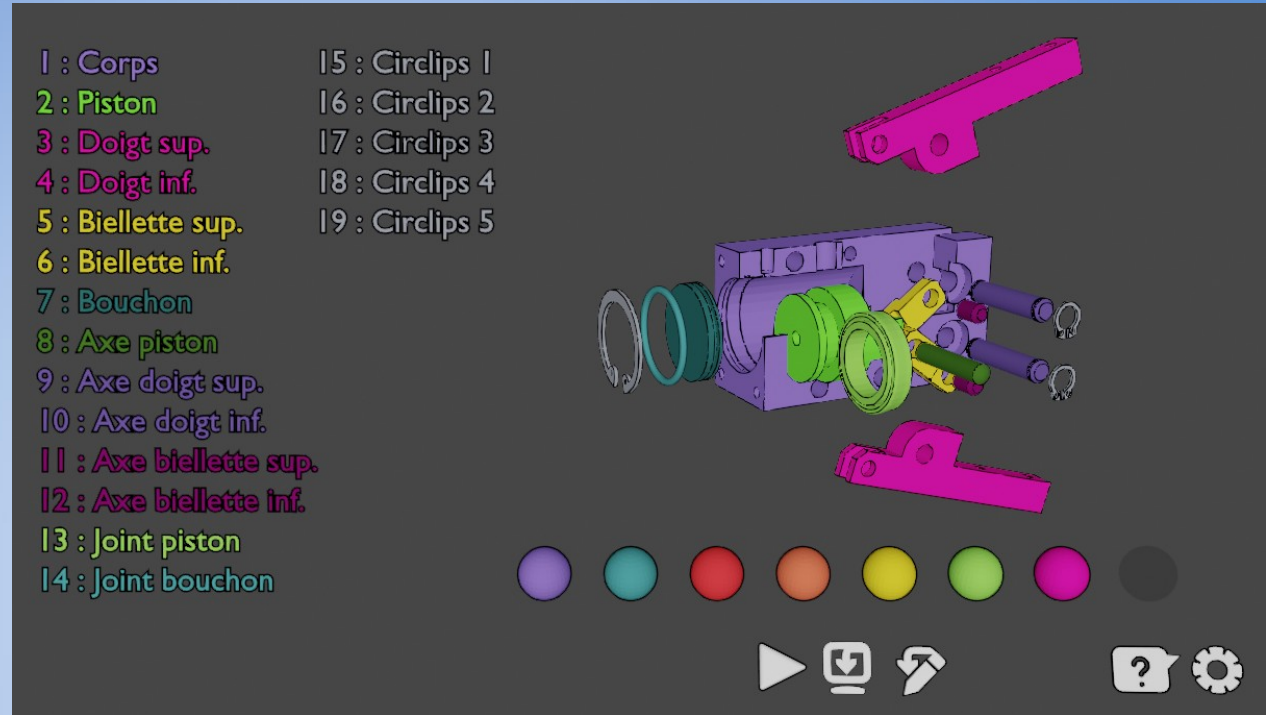 1 : Corps
2 : Piston
3 : Doigt sup.
4 : Doigt inf.
5 : Biellette sup.
6 : Biellette inf.
7 : Bouchon
8 : Axe piston
9 : Axe doigt sup.
10 : Axe doigt inf.
11 : Axe biellette sup.
12 : Axe biellette inf.
13 : Joint piston
14 : Joint bouchon
15 : Circlips 1
16 : Circlips 2
17 : Circlips 3
18 : Circlips 4
19 : Circlips 5
?